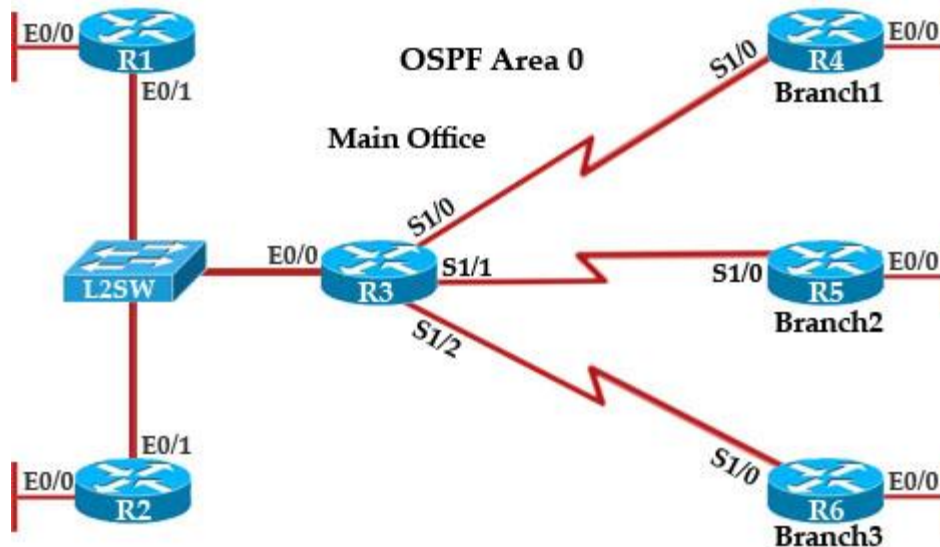 E0/0
R1
E0/1
OSPF Area 0
Main Office
S1/0
R4
E0/0
Branch1
L2SW
E0/0
R3
S1/0
S1/1
S1/2
S1/0
R5
E0/0
Branch2
E0/1
E0/0
R2
S1/0
R6
E0/0
Branch3